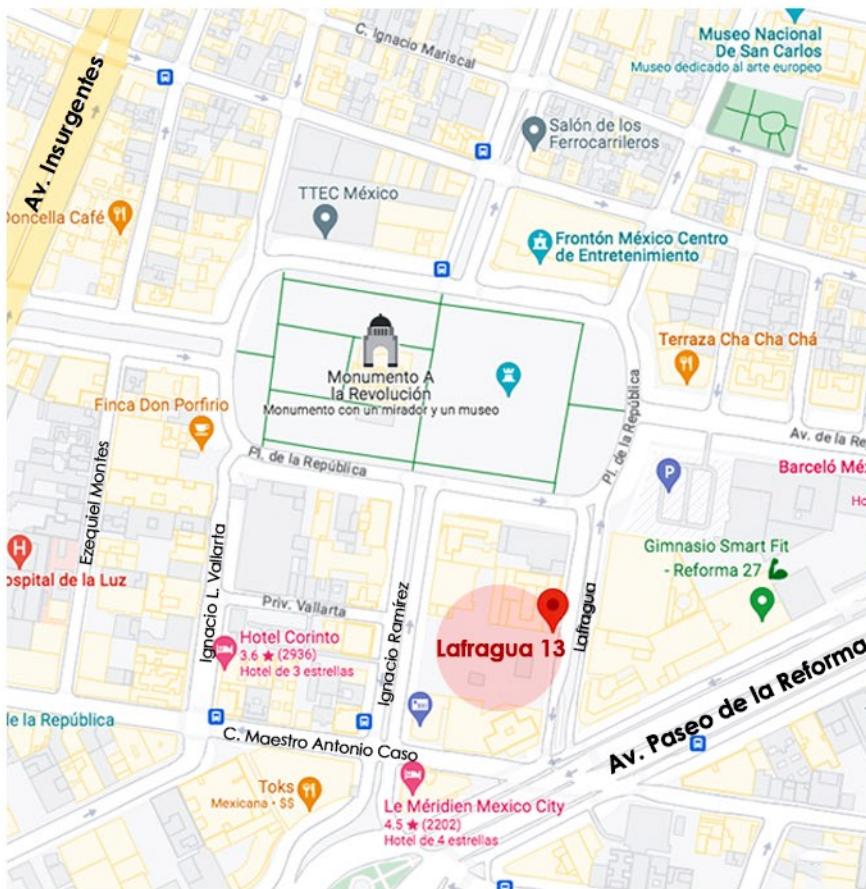 C. Ignacio Mariscal
Museo Nacional
De San Carlos
Museo dedicado al arte europeo
Av. Insurgentes
Salón de los
Ferrocarrileros
TTEC México
Doncella Café
Frontón México Centro
de Entretenimiento
Terraza Cha Cha Chá
Monumento A
la Revolución
Monumento con un mirador y un museo
Finca Don Porfirio
Pl. de la República
Pl. de la República
Av. de la Re
P
Barceló Méx
Ho
Ezequiel Montes
H
ospital de la Luz
Gimnasio Smart Fit
- Reforma 27
Ignacio L. Vallarta
Priv. Vallarta
Ignacio Ramírez
Lafragua
Lafragua 13
Hotel Corinto
3.6 ★ (2936)
Hotel de 3 estrellas
Av. Paseo de la Reforma
de la República
C. Maestro Antonio Caso
Toks
Mexicana • $$
Le Méridien Mexico City
4.5 ★ (2202)
Hotel de 4 estrellas